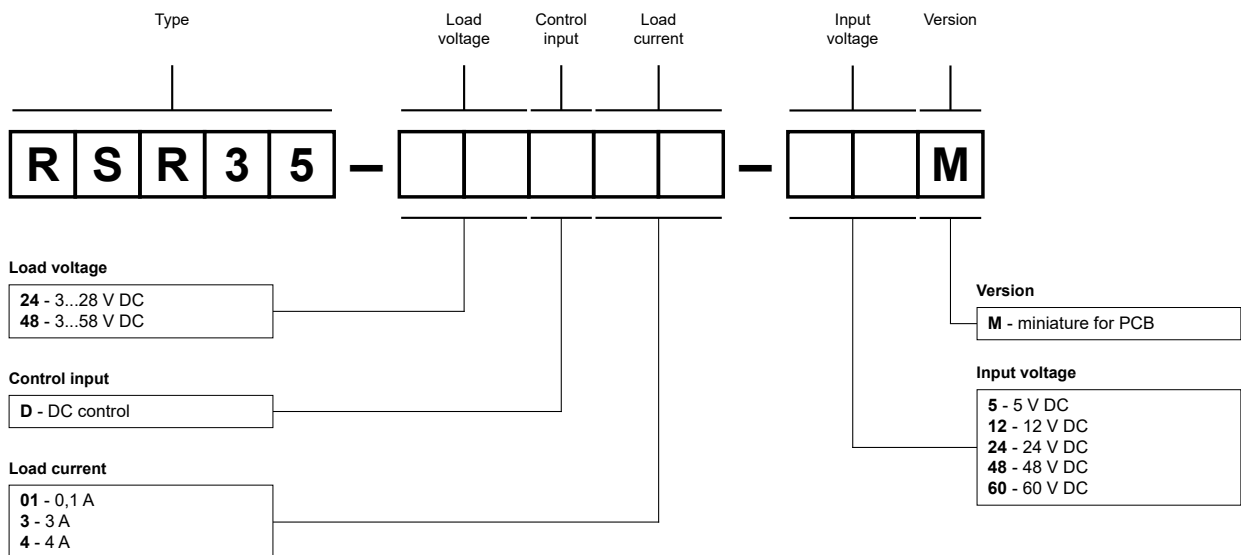 Type
Load voltage
Control input
Load current
Input voltage
Version
RSR35 – – M
Load voltage
24 - 3...28 V DC
48 - 3...58 V DC
Control input
D - DC control
Load current
01 - 0,1 A
3 - 3 A
4 - 4 A
Version
M - miniature for PCB
Input voltage
5 - 5 V DC
12 - 12 V DC
24 - 24 V DC
48 - 48 V DC
60 - 60 V DC